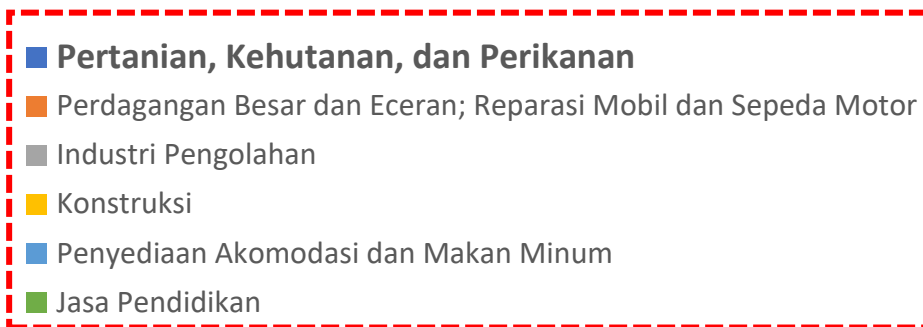 Pertanian, Kehutanan, dan Perikanan
Perdagangan Besar dan Eceran; Reparasi Mobil dan Sepeda Motor
Industri Pengolahan
Konstruksi
Penyediaan Akomodasi dan Makan Minum
Jasa Pendidikan